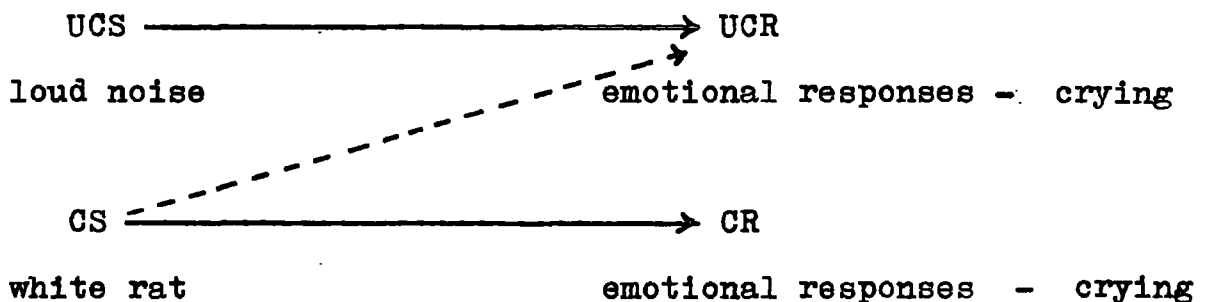 UCS UCR
loud noise emotional responses - crying
CS CR
white rat emotional responses - crying